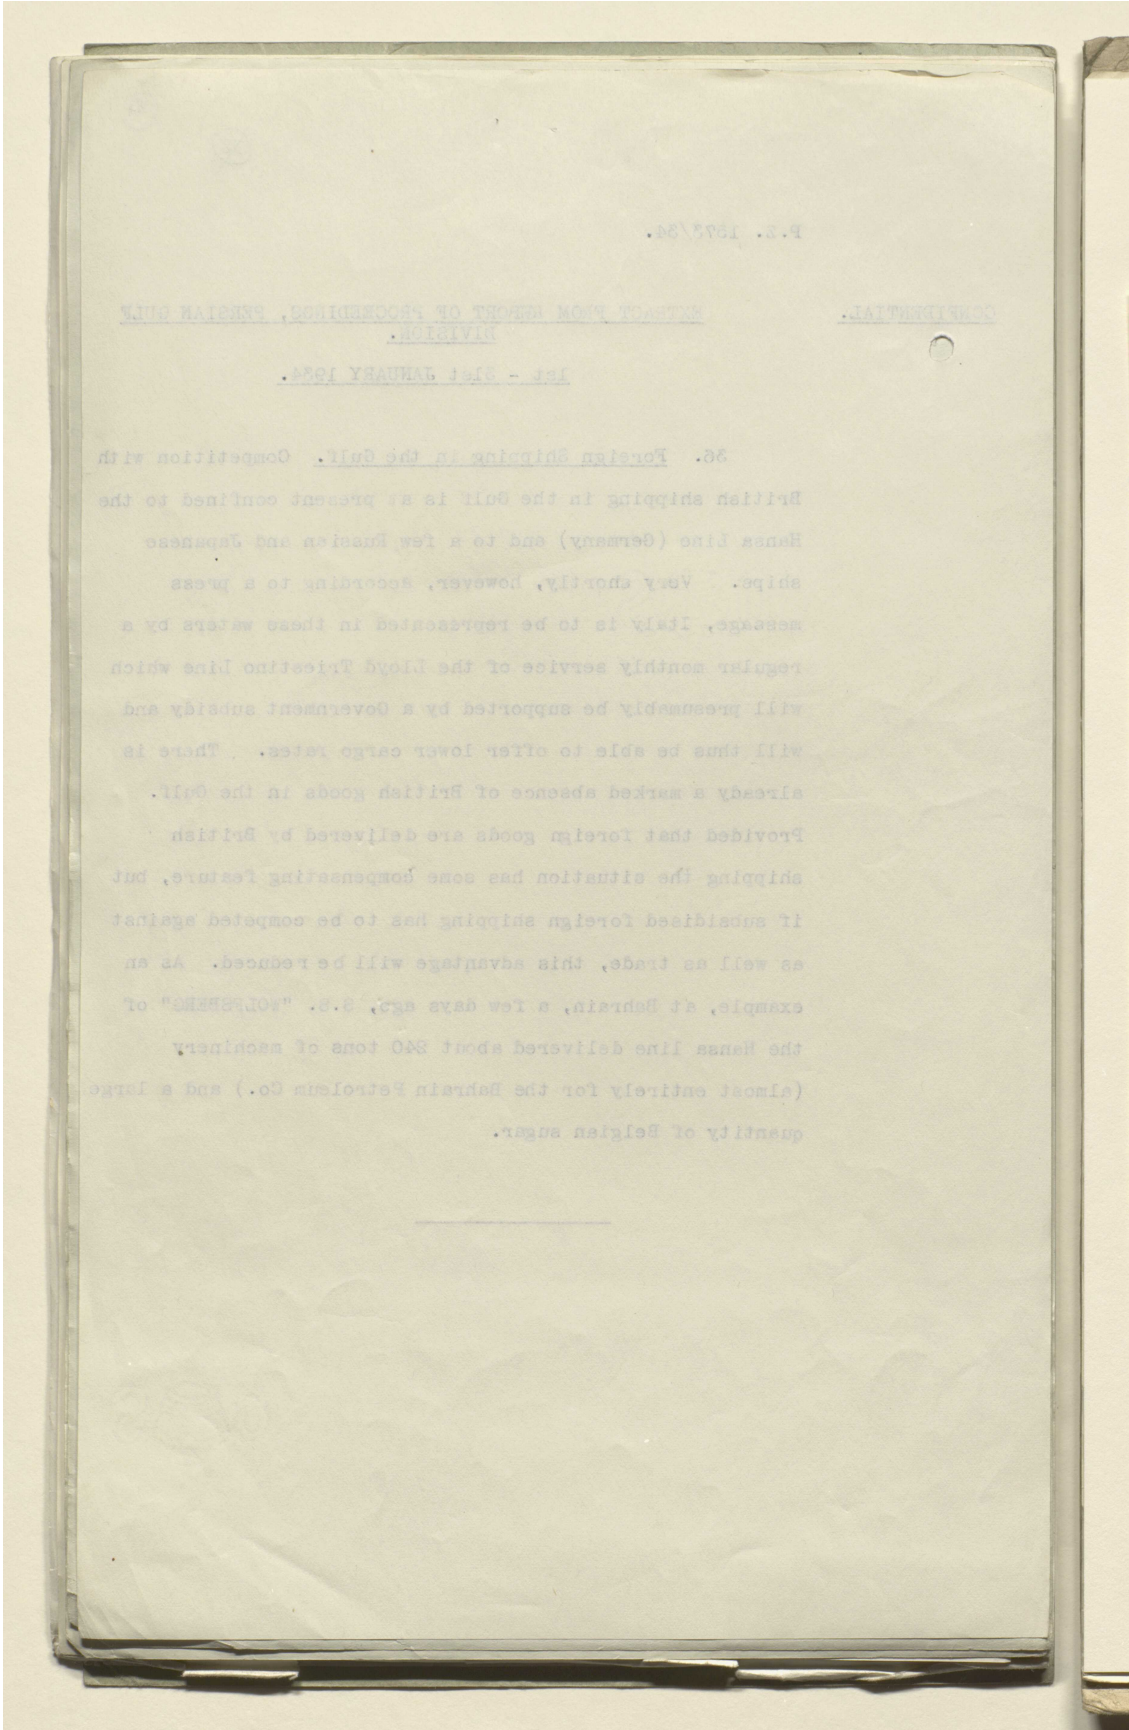 P.Z. 1573/34.
CONFIDENTIAL. EXTRACT FROM REPORT OF PROCEEDINGS, PERSIAN GULF
DIVISION.
1st - 31st JANUARY 1934.
36. Foreign Shipping in the Gulf. Competition with
British shipping in the Gulf is at present confined to the
Hansa Line (Germany) and to a few Russian and Japanese
ships. Very shortly, however, according to a press
message, Italy is to be represented in these waters by a
regular monthly service of the Lloyd Triestino Line which
will presumably be supported by a Government subsidy and
will thus be able to offer lower cargo rates. There is
already a marked absence of British goods in the Gulf.
Provided that foreign goods are delivered by British
shipping the situation has some compensating feature, but
if subsidised foreign shipping has to be competed against
as well as trade, this advantage will be reduced. As an
example, at Bahrain, a few days ago, S.S. "WOLFSBERG" of
the Hansa line delivered about 240 tons of machinery
(almost entirely for the Bahrain Petroleum Co.) and a large
quantity of Belgian sugar.